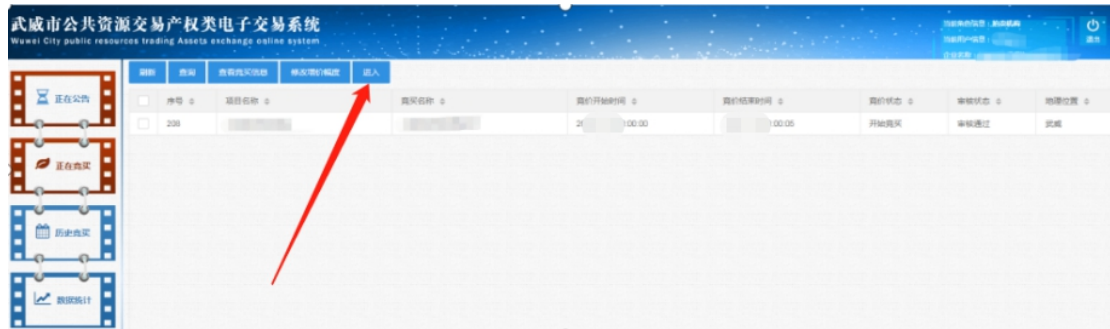 武威市公共资源交易产权类电子交易系统
Wuwei City public resources trading Assets exchange online system
退出
刷新 查询 查看竞买信息 修改增价幅度 进入
序号 项目名称 竞买名称 竞价开始时间 竞价结束时间 竞价状态 审核状态 地理位置
208 :00:00 :00:05 开始竞买 审核通过 武威
正在公告
正在竞买
历史竞买
数据统计